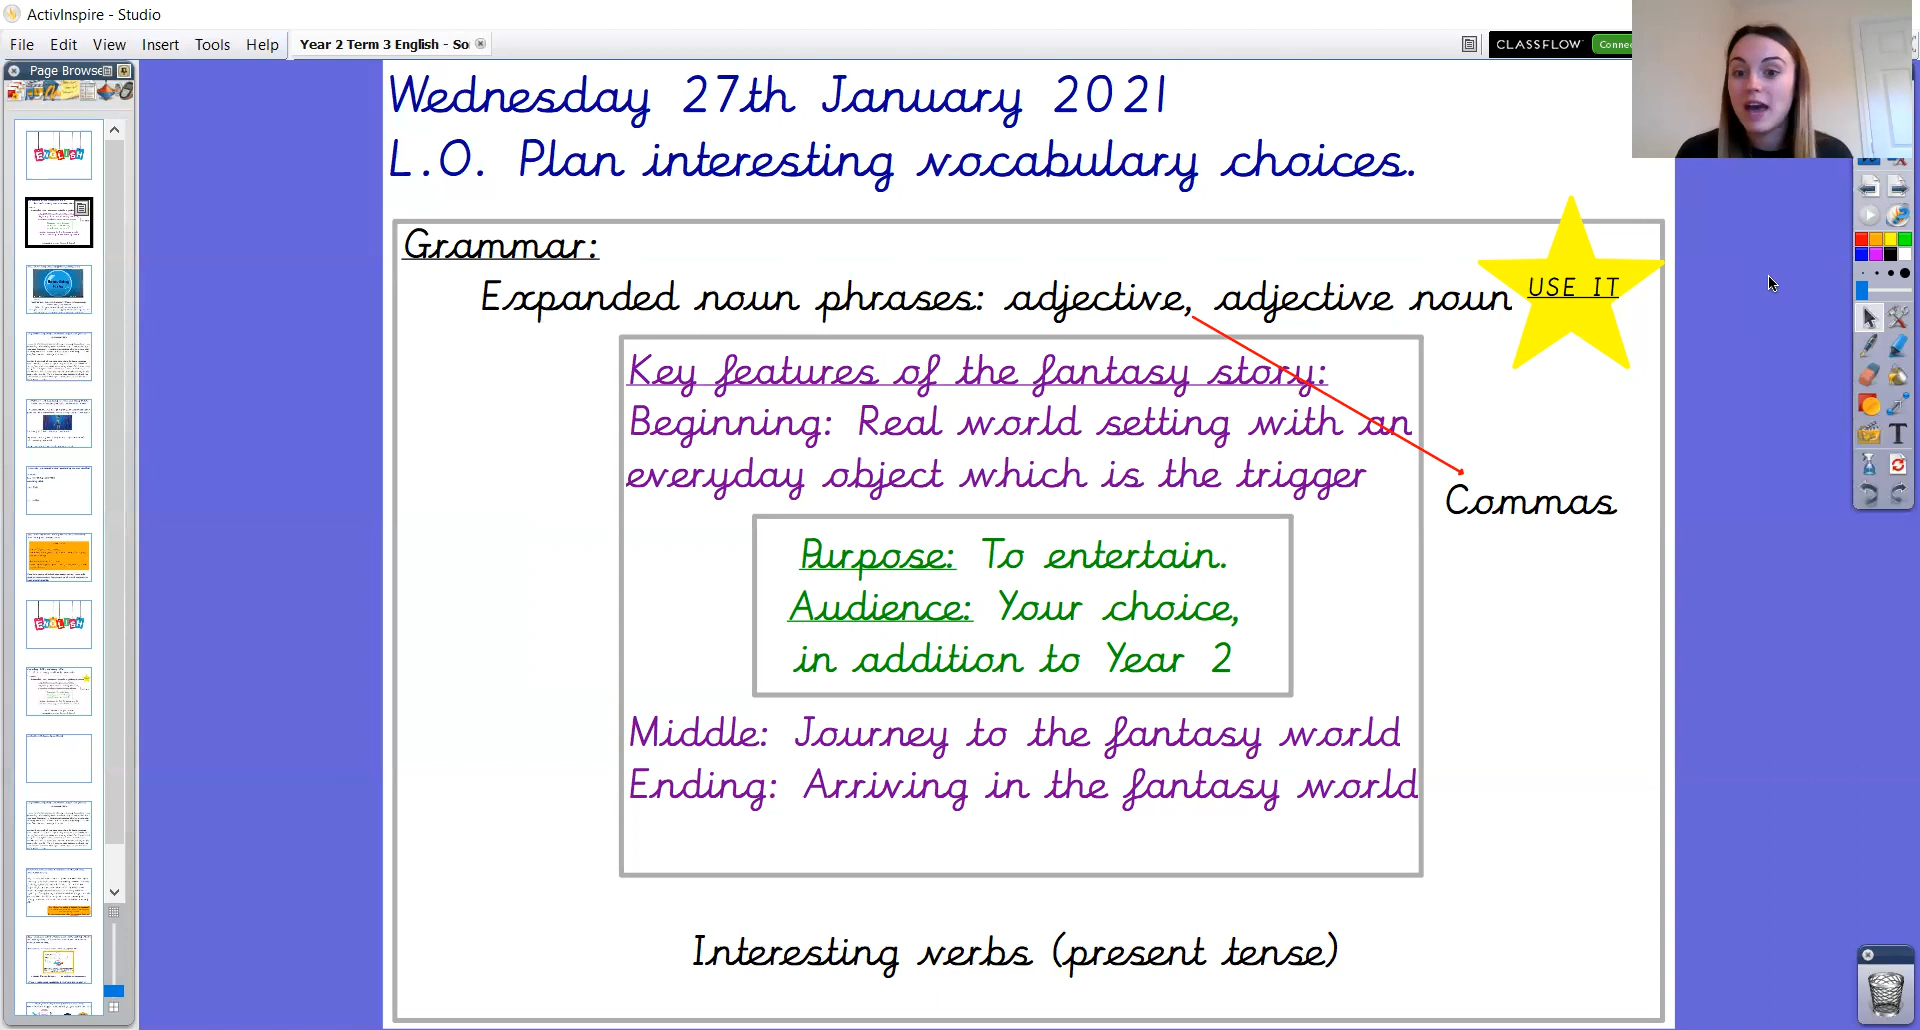 ActivInspire - Studio
File Edit View Insert Tools Help
Year 2 Term 3 English - So
CLASSFLOW Connec
Page Browse
ENGLISH
ENGLISH
Wednesday 27th January 2021
L.O. Plan interesting vocabulary choices.
Grammar:
Expanded noun phrases: adjective, adjective noun
USE IT
Key features of the fantasy story:
Beginning: Real world setting with an
everyday object which is the trigger
Commas
Purpose: To entertain.
Audience: Your choice,
in addition to Year 2
Middle: Journey to the fantasy world
Ending: Arriving in the fantasy world
Interesting verbs (present tense)